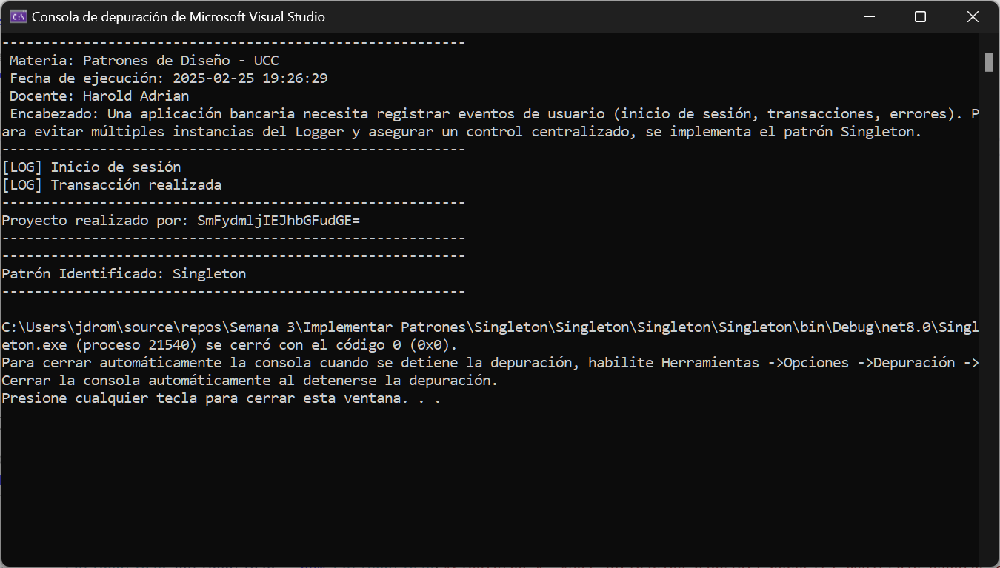 Consola de depuración de Microsoft Visual Studio
---------------------------------------------------------
Materia: Patrones de Diseño - UCC
Fecha de ejecución: 2025-02-25 19:26:29
Docente: Harold Adrian
Encabezado: Una aplicación bancaria necesita registrar eventos de usuario (inicio de sesión, transacciones, errores). P
ara evitar múltiples instancias del Logger y asegurar un control centralizado, se implementa el patrón Singleton.
---------------------------------------------------------
[LOG] Inicio de sesión
[LOG] Transacción realizada
---------------------------------------------------------
Proyecto realizado por: SmFydmljIEJhbGFudGE=
---------------------------------------------------------
---------------------------------------------------------
Patrón Identificado: Singleton
---------------------------------------------------------
C:\Users\jdrom\source\repos\Semana 3\Implementar Patrones\Singleton\Singleton\Singleton\Singleton\bin\Debug\net8.0\Singl
eton.exe (proceso 21540) se cerró con el código 0 (0x0).
Para cerrar automáticamente la consola cuando se detiene la depuración, habilite Herramientas ->Opciones ->Depuración ->
Cerrar la consola automáticamente al detenerse la depuración.
Presione cualquier tecla para cerrar esta ventana. . .